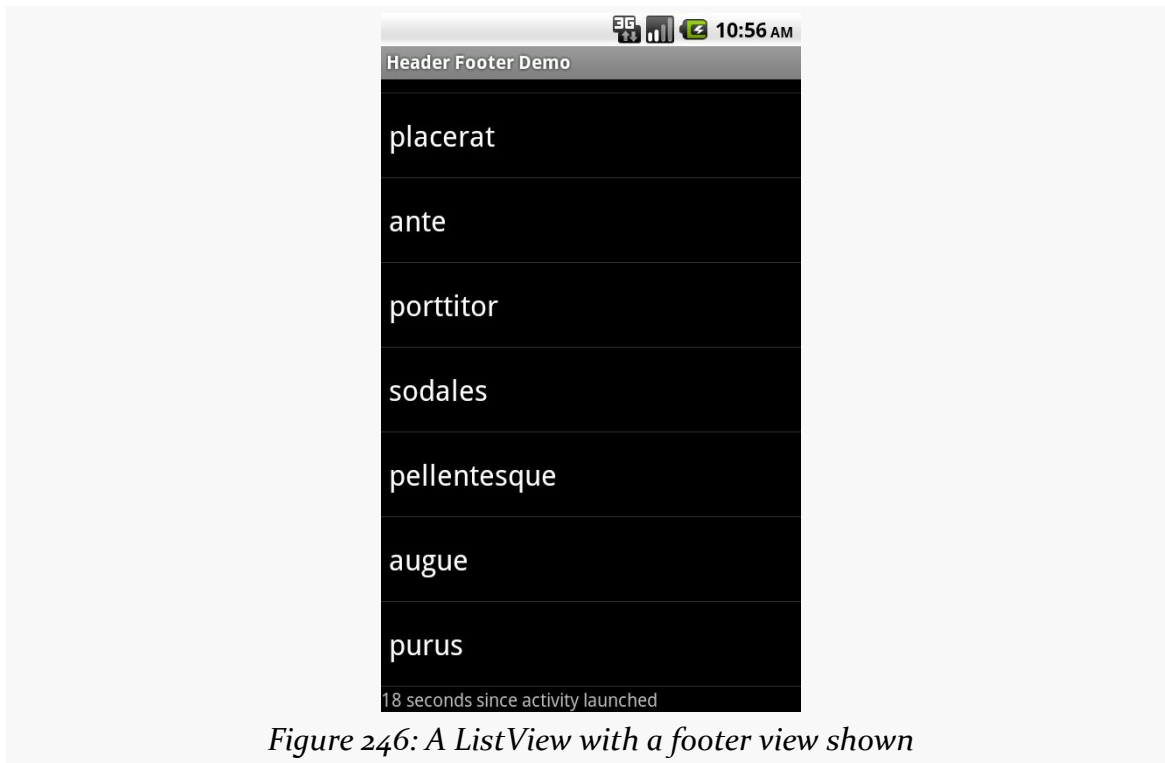 3G 10:56 AM
Header Footer Demo
placerat
ante
porttitor
sodales
pellentesque
augue
purus
18 seconds since activity launched
Figure 246: A ListView with a footer view shown